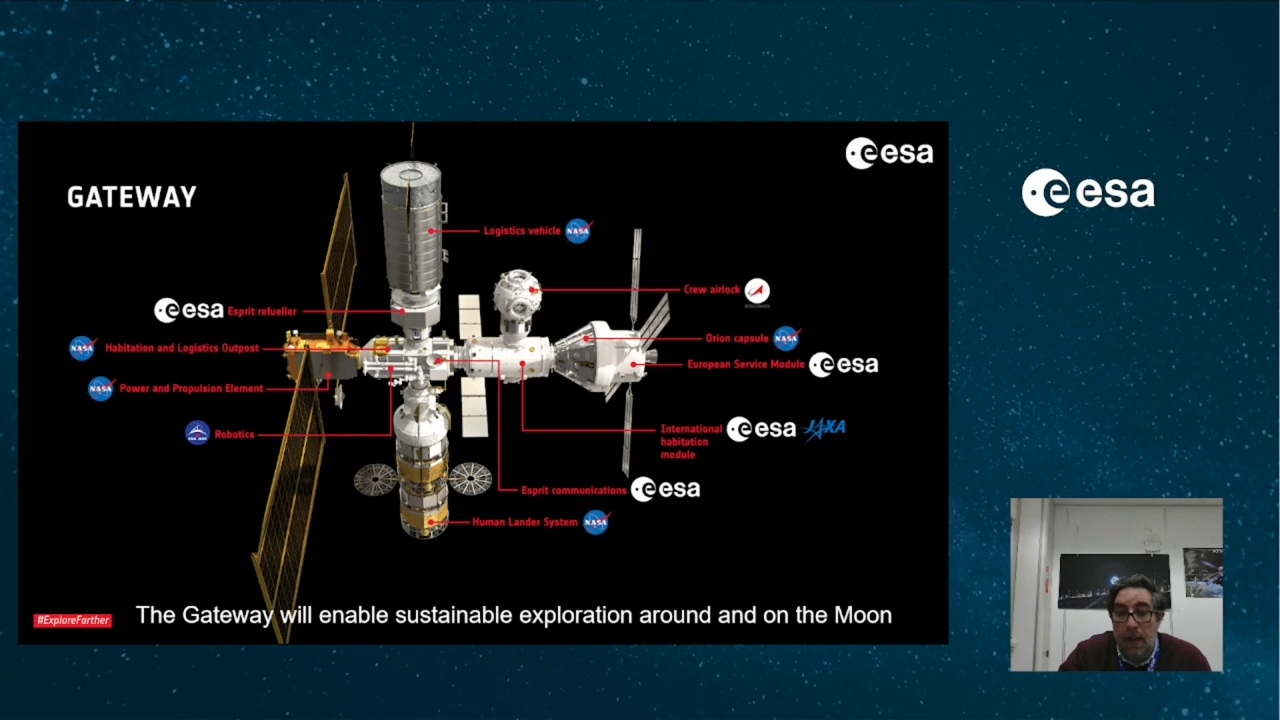 esa
GATEWAY
esa
Logistics vehicle NASA
Crew airlock
esa Esprit refueller
Orion capsule NASA
NASA Habitation and Logistics Outpost
European Service Module esa
NASA Power and Propulsion Element
International
habitation
module
esa JAXA
Robotics
Esprit communications esa
Human Lander System NASA
#ExploreFarther
The Gateway will enable sustainable exploration around and on the Moon